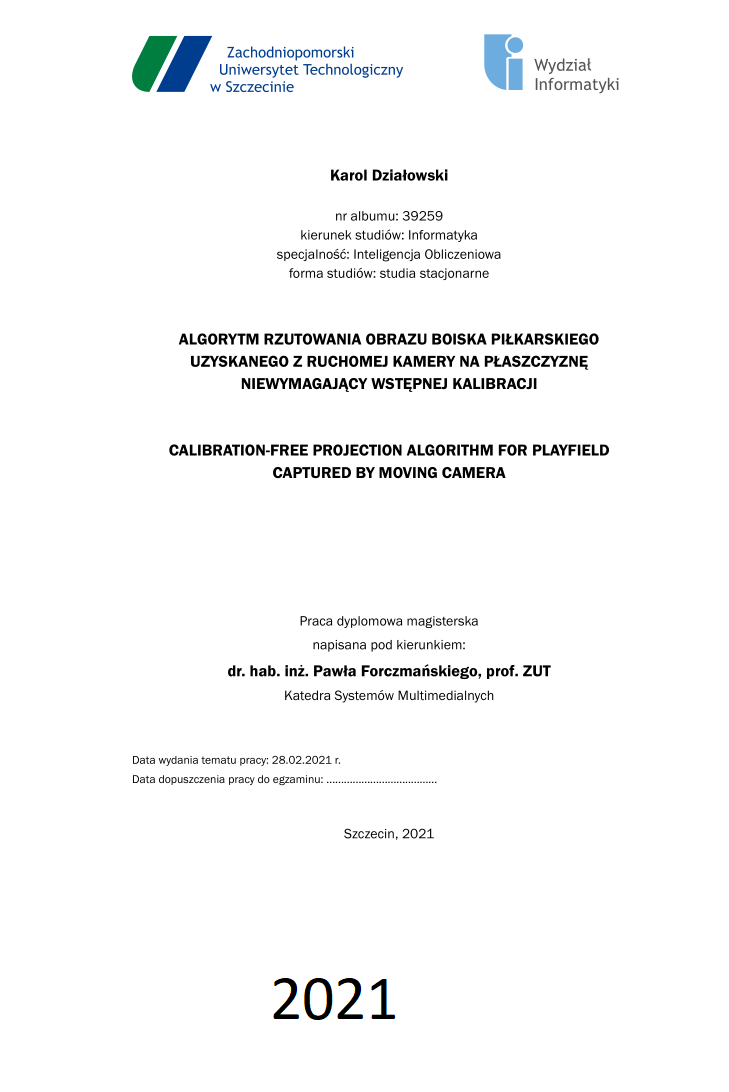 Zachodniopomorski
Uniwersytet Technologiczny
w Szczecinie
Wydział
Informatyki
Karol Działowski
nr albumu: 39259
kierunek studiów: Informatyka
specjalność: Inteligencja Obliczeniowa
forma studiów: studia stacjonarne
ALGORYTM RZUTOWANIA OBRAZU BOISKA PIŁKARSKIEGO
UZYSKANEGO Z RUCHOMEJ KAMERY NA PŁASZCZYZNĘ
NIEWYMAGAJĄCY WSTĘPNEJ KALIBRACJI
CALIBRATION-FREE PROJECTION ALGORITHM FOR PLAYFIELD
CAPTURED BY MOVING CAMERA
Praca dyplomowa magisterska
napisana pod kierunkiem:
dr. hab. inż. Pawła Forczmańskiego, prof. ZUT
Katedra Systemów Multimedialnych
Data wydania tematu pracy: 28.02.2021 r.
Data dopuszczenia pracy do egzaminu: ......................................
Szczecin, 2021
2021